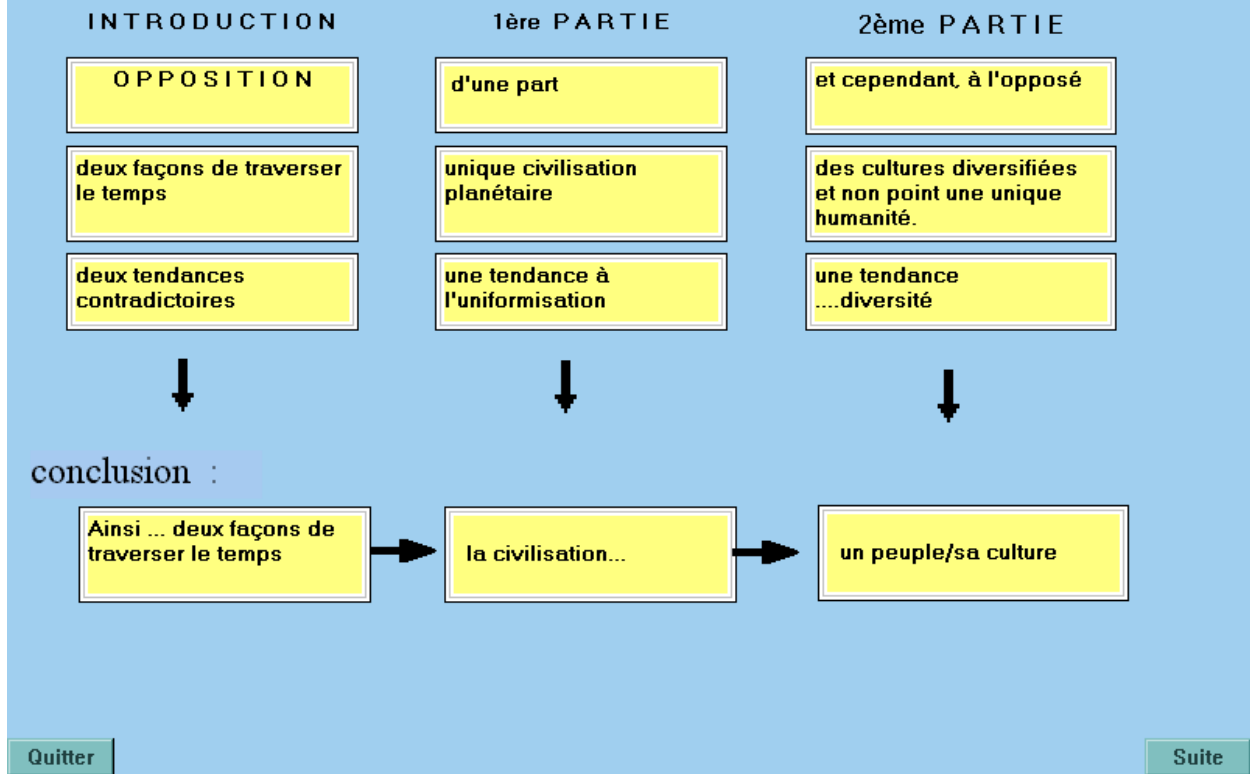 INTRODUCTION
1ère PARTIE
2ème PARTIE
OPPOSITION
d'une part
et cependant, à l'opposé
deux façons de traverser
le temps
unique civilisation
planétaire
des cultures diversifiées
et non point une unique
humanité.
deux tendances
contradictoires
une tendance à
l'uniformisation
une tendance
....diversité
conclusion :
Ainsi ... deux façons de
traverser le temps
la civilisation...
un peuple/sa culture
Quitter
Suite